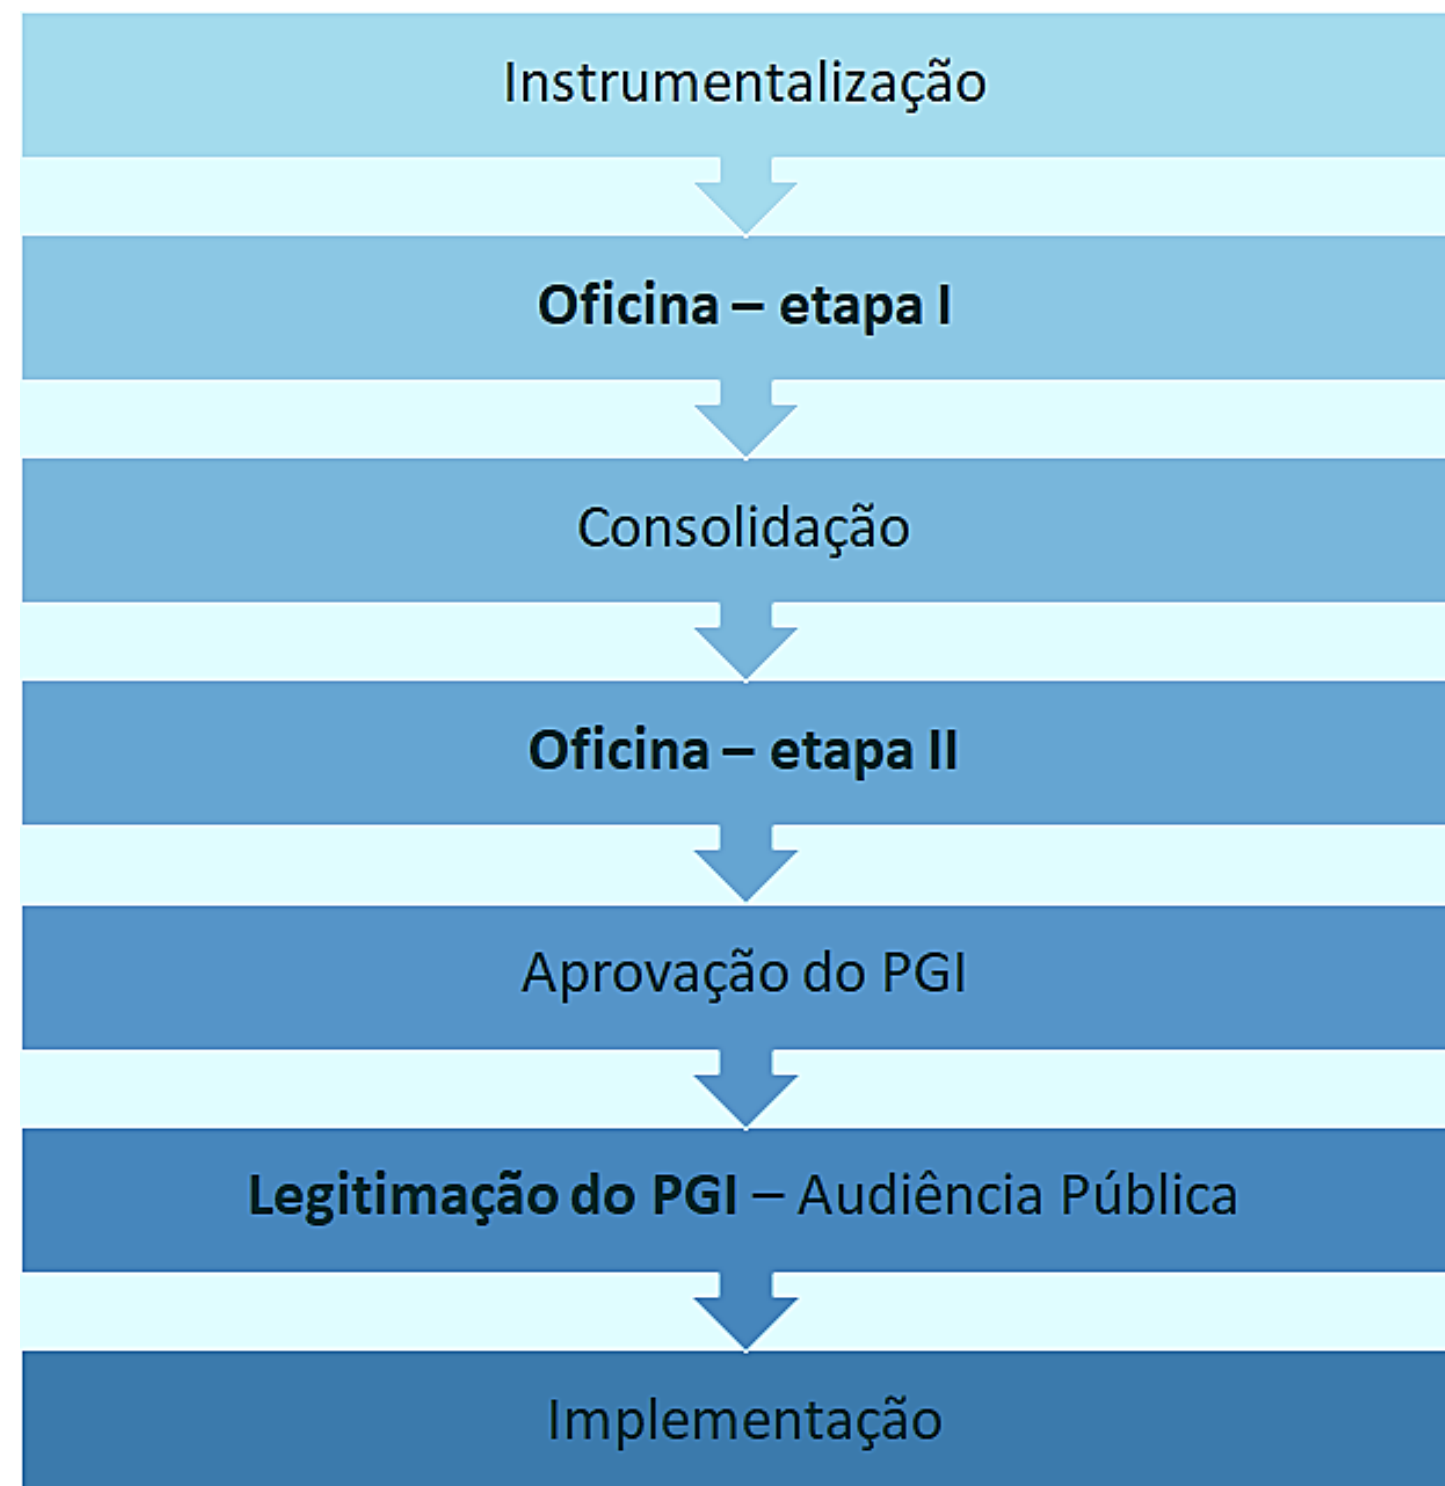 Instrumentalização
Oficina – etapa I
Consolidação
Oficina – etapa II
Aprovação do PGI
Legitimação do PGI – Audiência Pública
Implementação